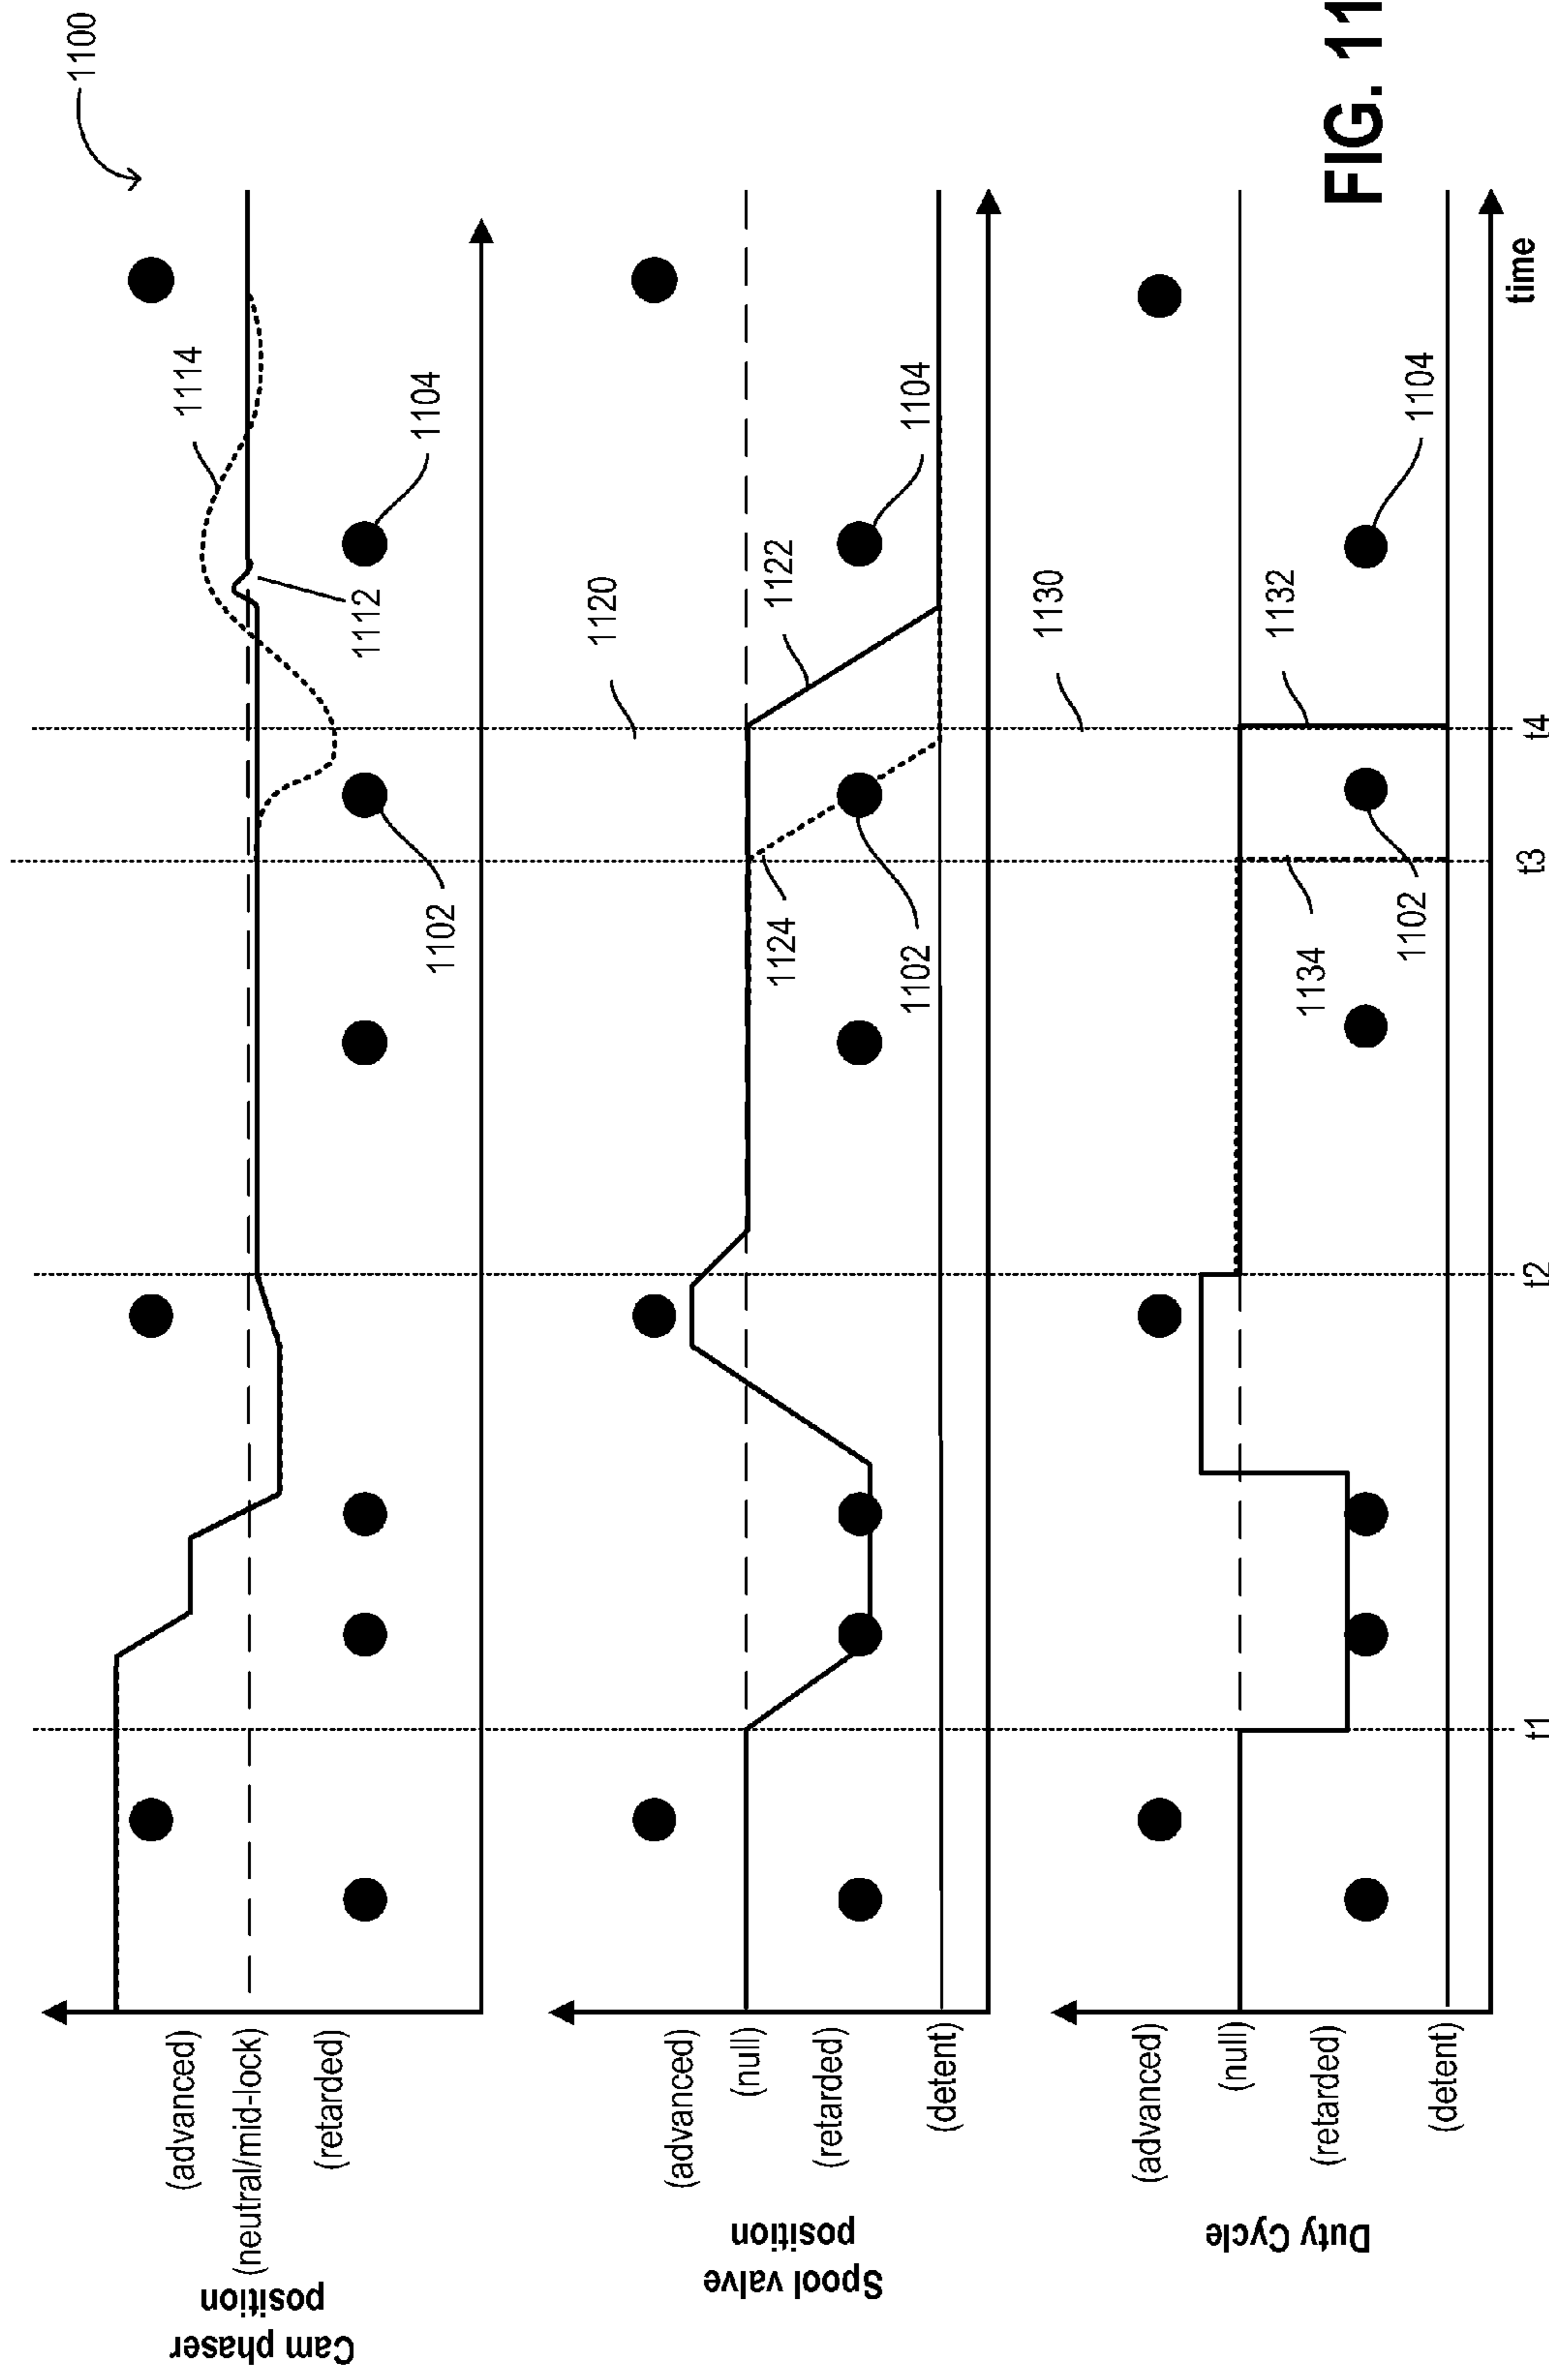 1100
Cam phaser
position
(advanced)
(neutral/mid-lock)
(retarded)
1114
1112
1104
1102
1120
Spool valve
position
(advanced)
(null)
(retarded)
(detent)
1122
1104
1124
1102
1130
Duty Cycle
(advanced)
(null)
(retarded)
(detent)
1132
1104
1134
1102
t1
t2
t3
t4
time
FIG. 11